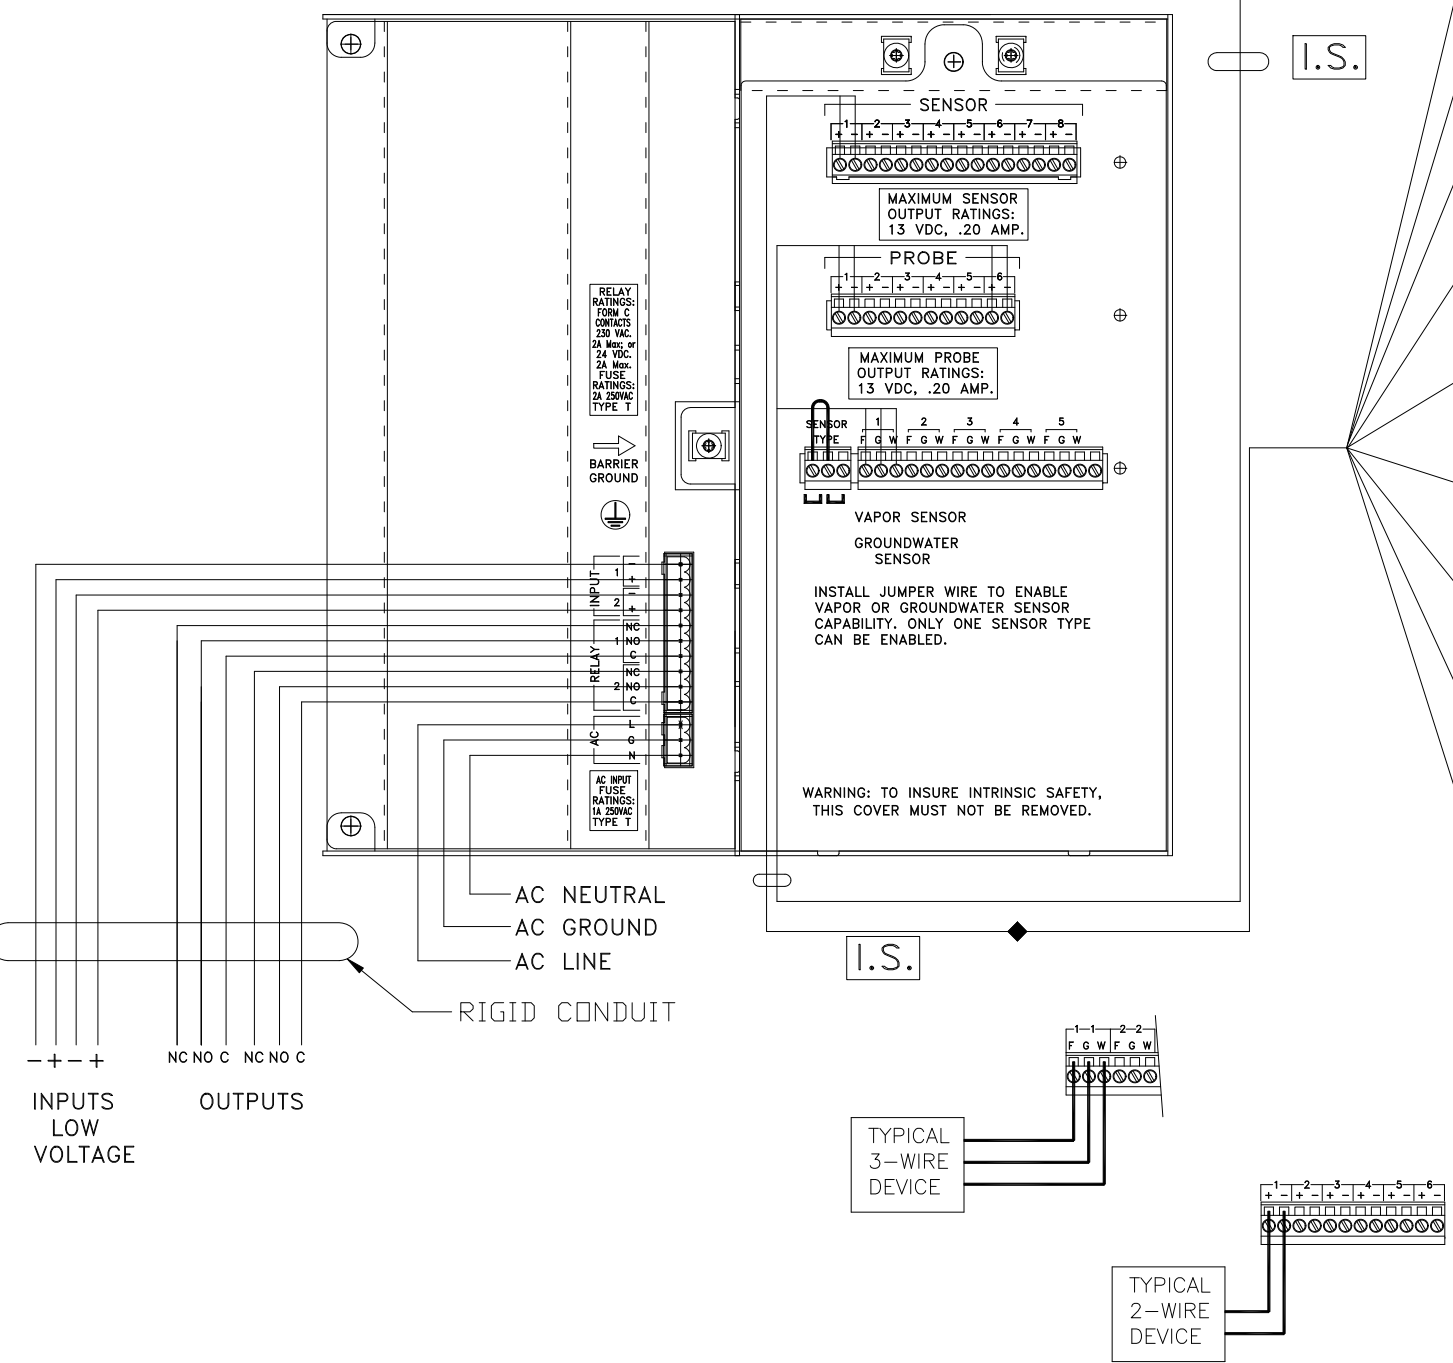 I.S.
SENSOR
1 2 3 4 5 6 7 8
+ - + - + - + - + - + - + - + -
MAXIMUM SENSOR
OUTPUT RATINGS:
13 VDC, .20 AMP.
PROBE
1 2 3 4 5 6
+ - + - + - + - + - + -
MAXIMUM PROBE
OUTPUT RATINGS:
13 VDC, .20 AMP.
RELAY
RATINGS:
FORM C
CONTACTS
230 VAC.
2A Max; or
24 VDC.
2A Max.
FUSE
RATINGS:
2A 250VAC
TYPE T
BARRIER
GROUND
SENSOR
TYPE
1 2 3 4 5
F G W F G W F G W F G W F G W
VAPOR SENSOR
GROUNDWATER
SENSOR
INSTALL JUMPER WIRE TO ENABLE
VAPOR OR GROUNDWATER SENSOR
CAPABILITY. ONLY ONE SENSOR TYPE
CAN BE ENABLED.
INPUT
1
-
+
2
-
+
RELAY
1
NC
NO
C
2
NC
NO
C
AC
L
G
N
AC INPUT
FUSE
RATINGS:
1A 250VAC
TYPE T
WARNING: TO INSURE INTRINSIC SAFETY,
THIS COVER MUST NOT BE REMOVED.
AC NEUTRAL
AC GROUND
AC LINE
I.S.
RIGID CONDUIT
- + - +
NC NO C NC NO C
INPUTS
LOW
VOLTAGE
OUTPUTS
1 1 2 2
F G W F G W
TYPICAL
3-WIRE
DEVICE
1 2 3 4 5 6
+ - + - + - + - + - + -
TYPICAL
2-WIRE
DEVICE